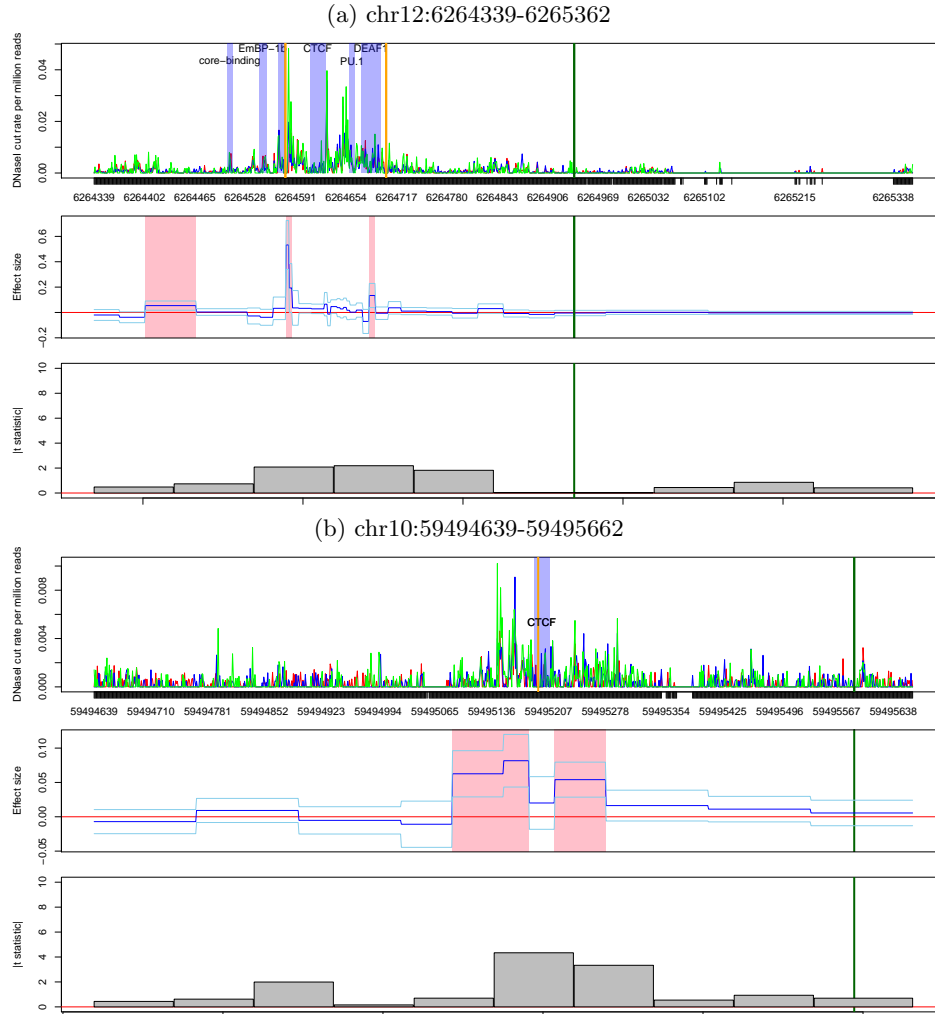 (a) chr12:6264339-6265362
DNaseI cut rate per million reads
0.04
0.02
0.00
EmBP-1b CTCF DEAF1
core-binding PU.1
6264339 6264402 6264465 6264528 6264591 6264654 6264717 6264780 6264843 6264906 6264969 6265032 6265102 6265215 6265338
Effect size
0.6
0.4
0.2
0
−0.2
|t statistic|
10
8
6
4
2
0
(b) chr10:59494639-59495662
DNaseI cut rate per million reads
0.008
0.004
0.000
CTCF
59494639 59494710 59494781 59494852 59494923 59494994 59495065 59495136 59495207 59495278 59495354 59495425 59495496 59495567 59495638
Effect size
0.10
0.05
0.00
−0.05
|t statistic|
10
8
6
4
2
0